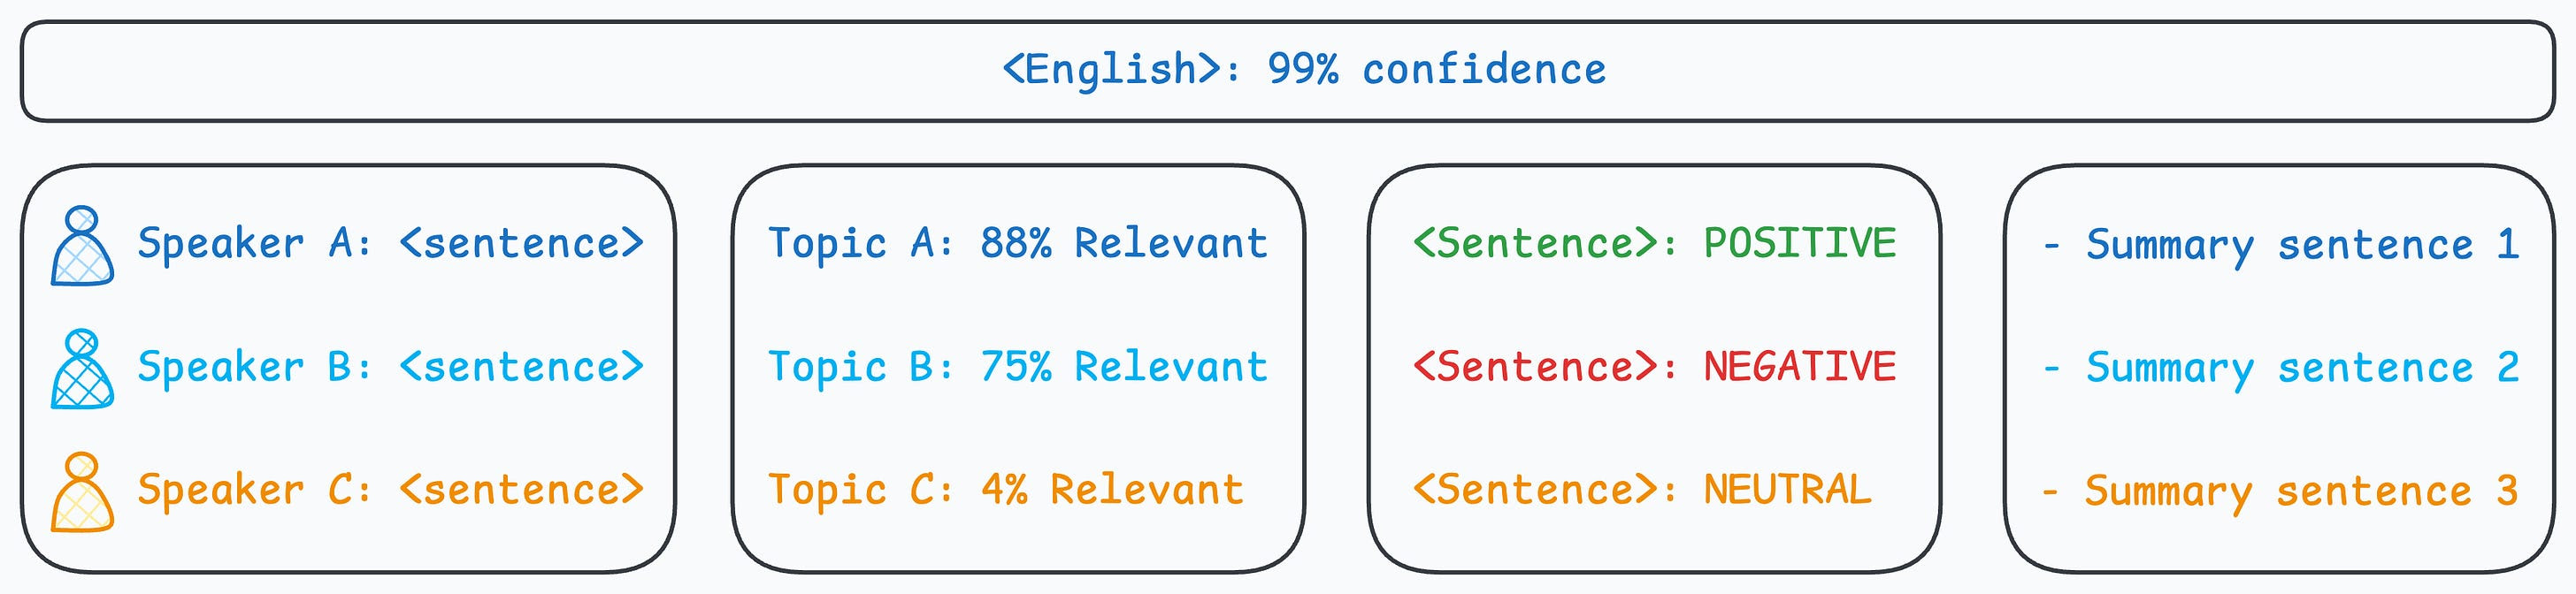 <English>: 99% confidence
Speaker A: <sentence>
Speaker B: <sentence>
Speaker C: <sentence>
Topic A: 88% Relevant
Topic B: 75% Relevant
Topic C: 4% Relevant
<Sentence>: POSITIVE
<Sentence>: NEGATIVE
<Sentence>: NEUTRAL
- Summary sentence 1
- Summary sentence 2
- Summary sentence 3